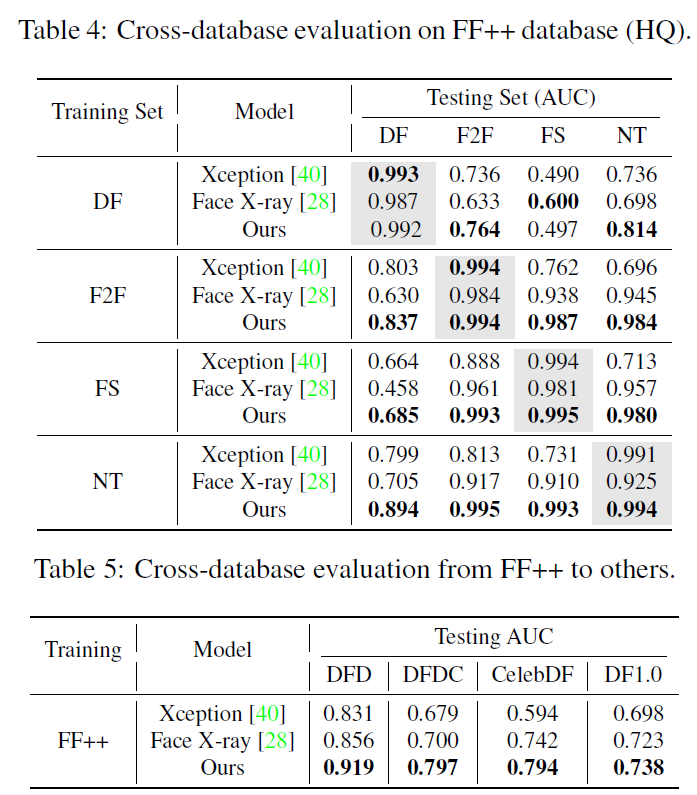 Table 4: Cross-database evaluation on FF++ database (HQ).
Training Set Model Testing Set (AUC)
DF F2F FS NT
DF Xception [40] 0.993 0.736 0.490 0.736
Face X-ray [28] 0.987 0.633 0.600 0.698
Ours 0.992 0.764 0.497 0.814
F2F Xception [40] 0.803 0.994 0.762 0.696
Face X-ray [28] 0.630 0.984 0.938 0.945
Ours 0.837 0.994 0.987 0.984
FS Xception [40] 0.664 0.888 0.994 0.713
Face X-ray [28] 0.458 0.961 0.981 0.957
Ours 0.685 0.993 0.995 0.980
NT Xception [40] 0.799 0.813 0.731 0.991
Face X-ray [28] 0.705 0.917 0.910 0.925
Ours 0.894 0.995 0.993 0.994
Table 5: Cross-database evaluation from FF++ to others.
Training Model Testing AUC
DFD DFDC CelebDF DF1.0
FF++ Xception [40] 0.831 0.679 0.594 0.698
Face X-ray [28] 0.856 0.700 0.742 0.723
Ours 0.919 0.797 0.794 0.738